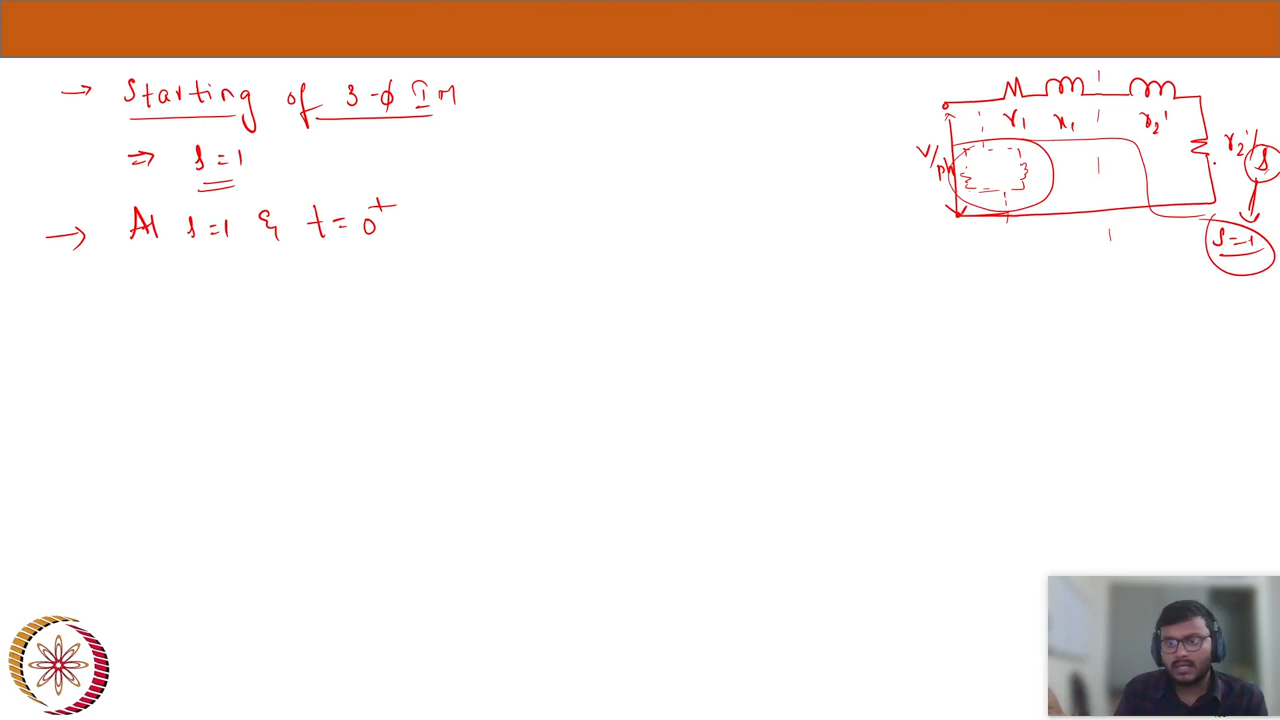 → Starting of 3-φ IM
⇒ s=1
→ At s=1 & t=0⁺
V/ph
r₁ x₁ r₂'
r₂'/s
s=1